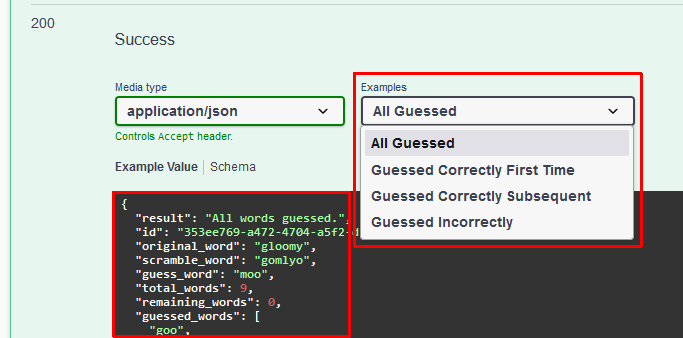 200
Success
Media type
application/json
Controls Accept header.
Examples
All Guessed
All Guessed
Guessed Correctly First Time
Guessed Correctly Subsequent
Guessed Incorrectly
Example Value
Schema
{
"result": "All words guessed.",
"id": "353ee769-a472-4704-a5f2-d
"original_word": "gloomy",
"scramble_word": "gomlyo",
"guess_word": "moo",
"total_words": 9,
"remaining_words": 0,
"guessed_words": [
"goo",